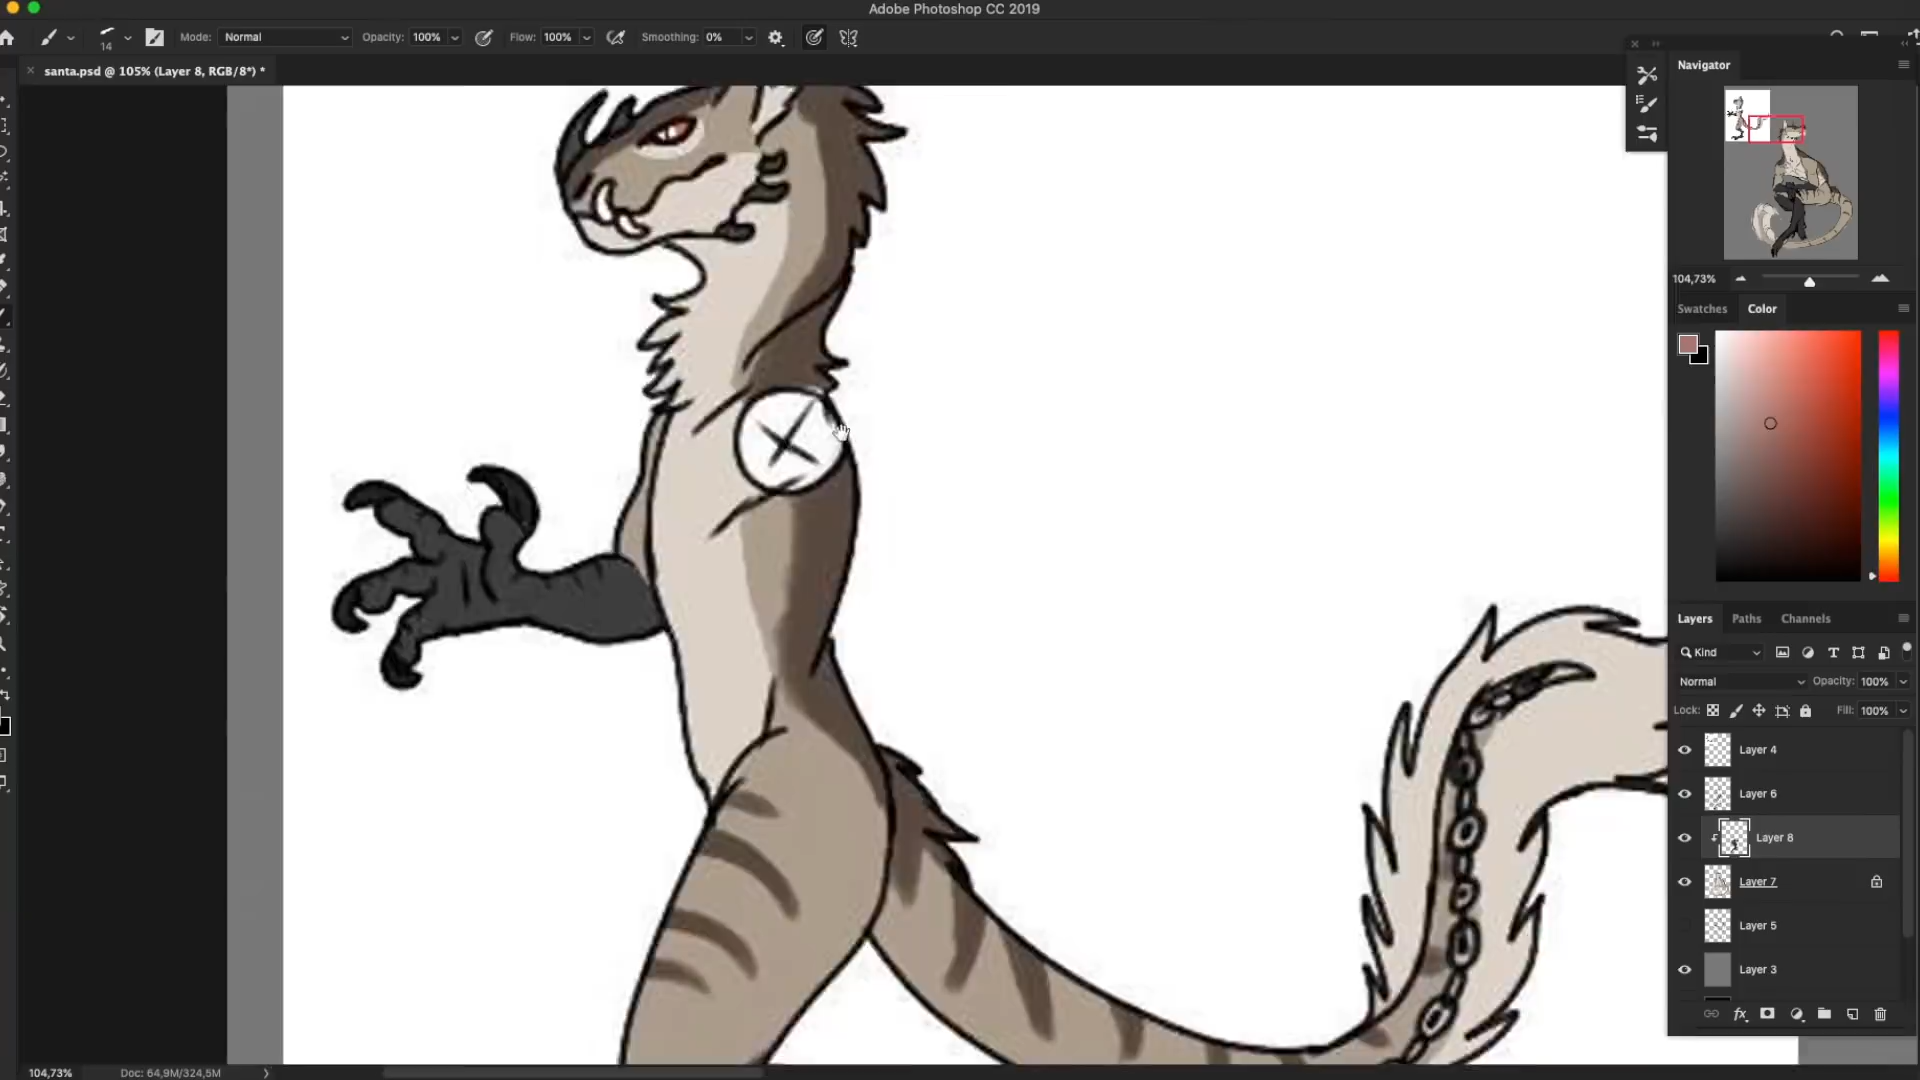 Adobe Photoshop CC 2019
14
Mode: Normal
Opacity: 100%
Flow: 100%
Smoothing: 0%
santa.psd @ 105% (Layer 8, RGB/8*) *
Navigator
104,73%
Swatches
Color
Layers
Paths
Channels
Kind
Normal
Opacity: 100%
Lock:
Fill: 100%
Layer 4
Layer 6
Layer 8
Layer 7
Layer 5
Layer 3
fx
104,73%
Doc: 64,9M/324,5M